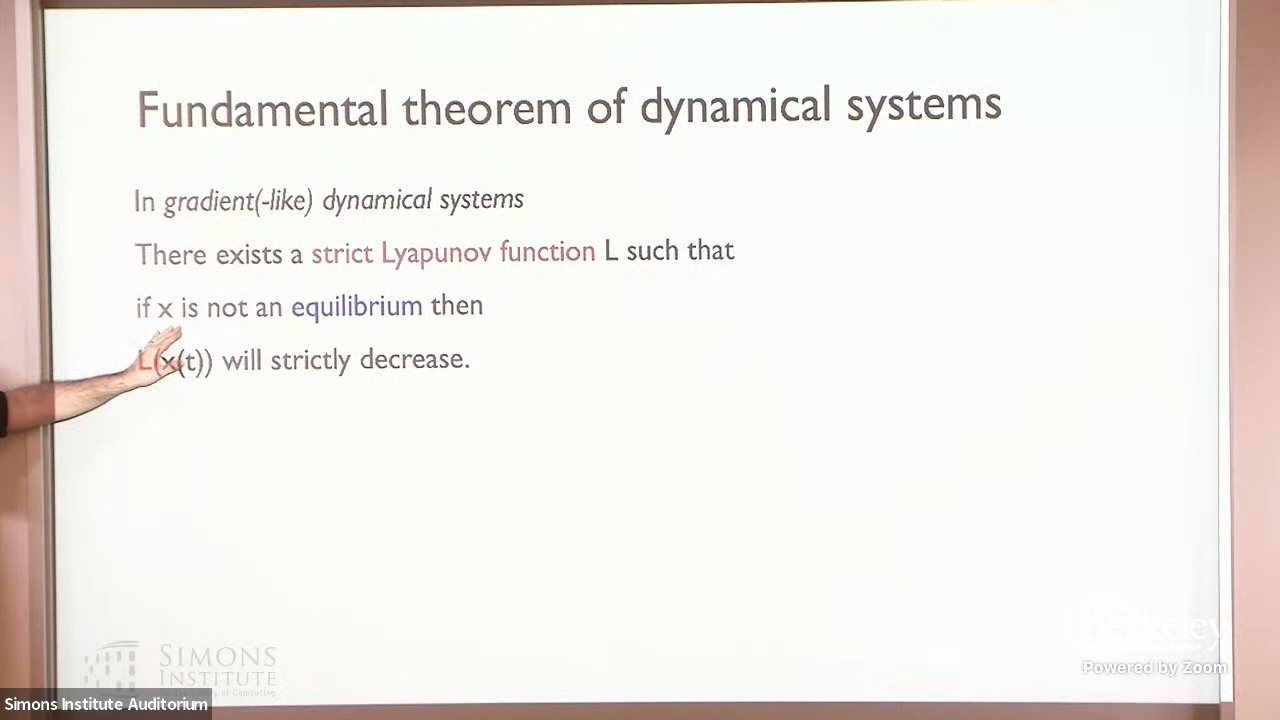 Fundamental theorem of dynamical systems
In gradient(-like) dynamical systems
There exists a strict Lyapunov function L such that
if x is not an equilibrium then
L(x(t)) will strictly decrease.
Berkeley
SIMONS
INSTITUTE
Powered by Zoom
Simons Institute Auditorium